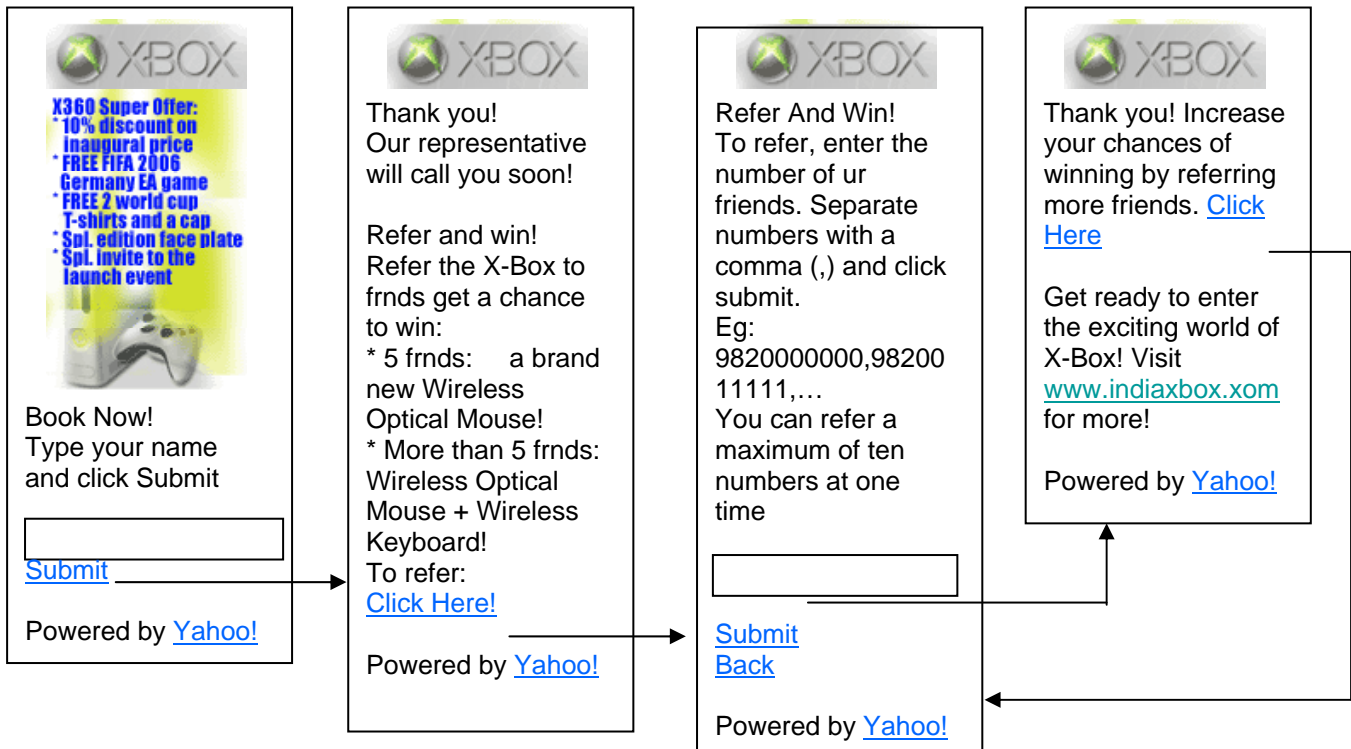 XBOX
X360 Super Offer:
* 10% discount on
inaugural price
* FREE FIFA 2006
Germany EA game
* FREE 2 world cup
T-shirts and a cap
* Spl. edition face plate
* Spl. invite to the
launch event
Book Now!
Type your name
and click Submit
Submit
Powered by Yahoo!
XBOX
Thank you!
Our representative
will call you soon!
Refer and win!
Refer the X-Box to
frnds get a chance
to win:
* 5 frnds: a brand
new Wireless
Optical Mouse!
* More than 5 frnds:
Wireless Optical
Mouse + Wireless
Keyboard!
To refer:
Click Here!
Powered by Yahoo!
XBOX
Refer And Win!
To refer, enter the
number of ur
friends. Separate
numbers with a
comma (,) and click
submit.
Eg:
9820000000,98200
11111,…
You can refer a
maximum of ten
numbers at one
time
Submit
Back
Powered by Yahoo!
XBOX
Thank you! Increase
your chances of
winning by referring
more friends. Click
Here
Get ready to enter
the exciting world of
X-Box! Visit
www.indiaxbox.xom
for more!
Powered by Yahoo!